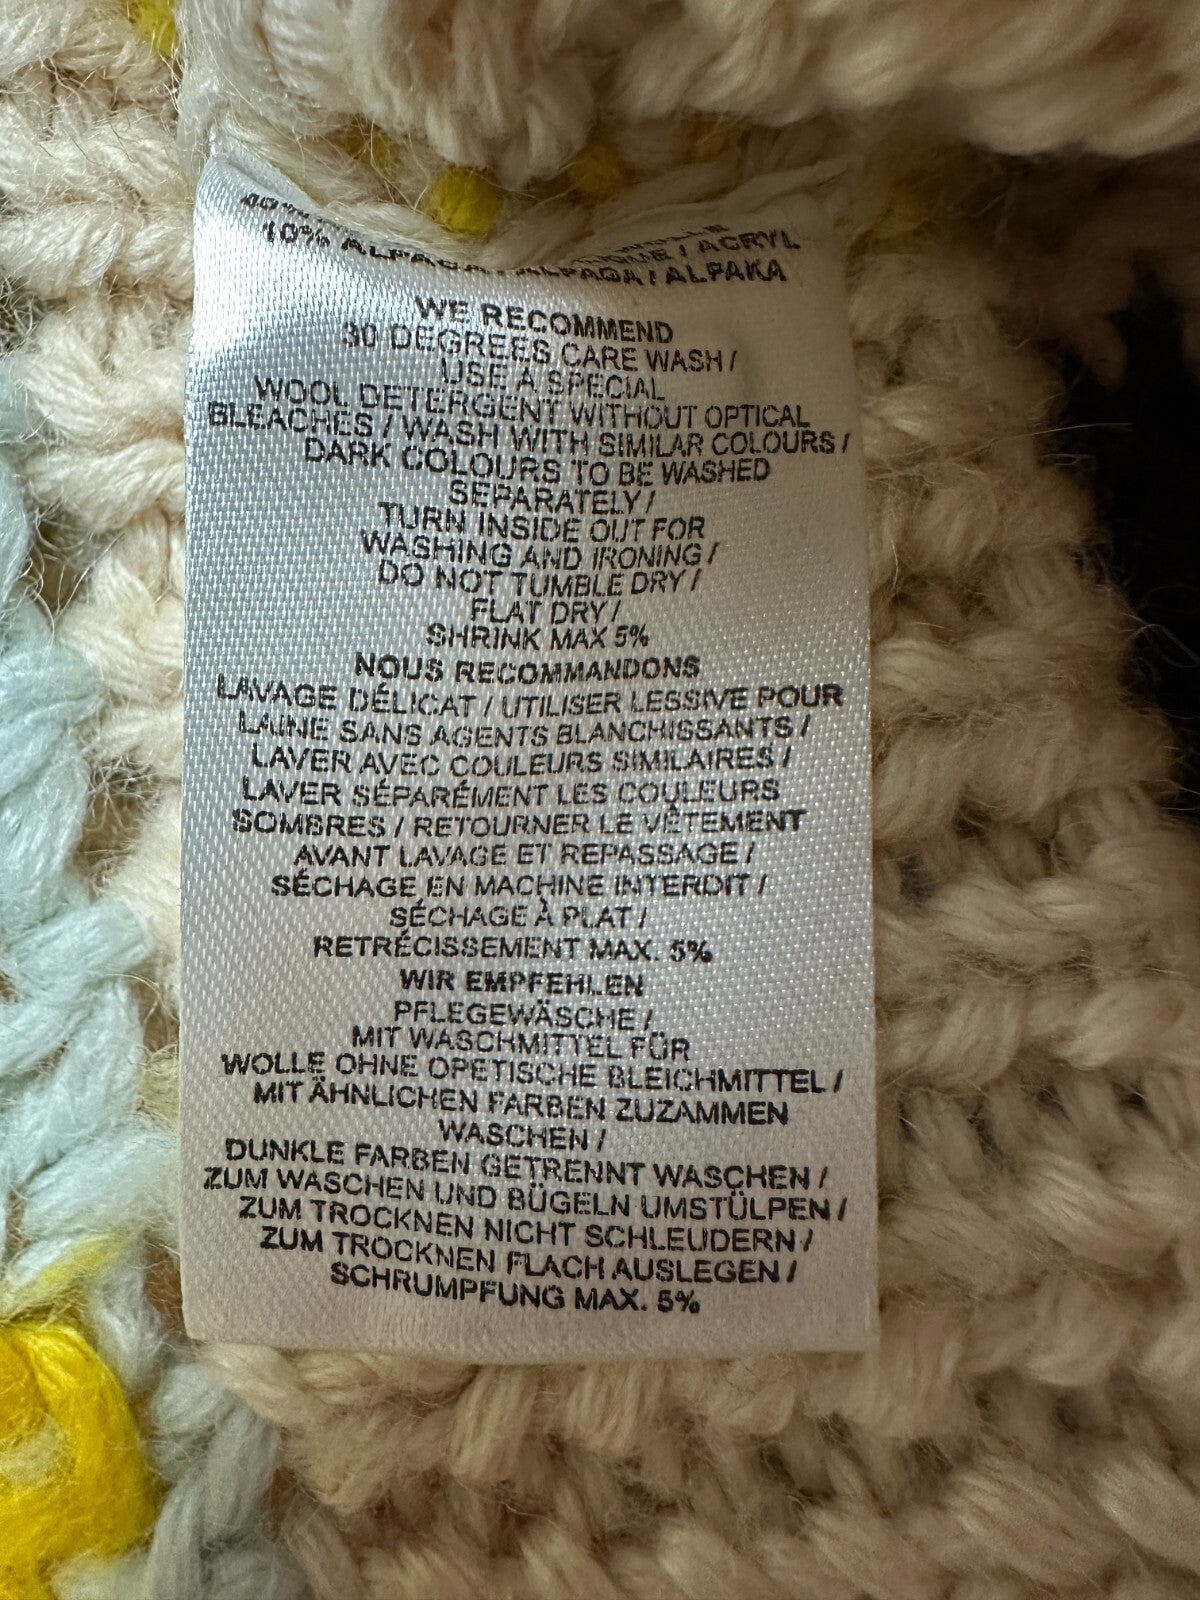 40%
WOLLE
ACRYL
10% ALPACA / ALPAGA / ALPAKA
WE RECOMMEND
30 DEGREES CARE WASH /
USE A SPECIAL
WOOL DETERGENT WITHOUT OPTICAL
BLEACHES / WASH WITH SIMILAR COLOURS /
DARK COLOURS TO BE WASHED
SEPARATELY /
TURN INSIDE OUT FOR
WASHING AND IRONING /
DO NOT TUMBLE DRY /
FLAT DRY /
SHRINK MAX 5%
NOUS RECOMMANDONS
LAVAGE DÉLICAT / UTILISER LESSIVE POUR
LAINE SANS AGENTS BLANCHISSANTS /
LAVER AVEC COULEURS SIMILAIRES /
LAVER SÉPARÉMENT LES COULEURS
SOMBRES / RETOURNER LE VÊTEMENT
AVANT LAVAGE ET REPASSAGE /
SÉCHAGE EN MACHINE INTERDIT /
SÉCHAGE À PLAT /
RETRÉCISSEMENT MAX. 5%
WIR EMPFEHLEN
PFLEGEWÄSCHE /
MIT WASCHMITTEL FÜR
WOLLE OHNE OPETISCHE BLEICHMITTEL /
MIT ÄHNLICHEN FARBEN ZUZAMMEN
WASCHEN /
DUNKLE FARBEN GETRENNT WASCHEN /
ZUM WASCHEN UND BÜGELN UMSTÜLPEN /
ZUM TROCKNEN NICHT SCHLEUDERN /
ZUM TROCKNEN FLACH AUSLEGEN /
SCHRUMPFUNG MAX. 5%